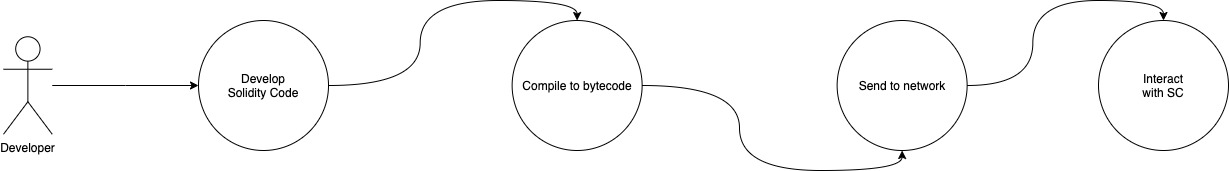 Developer
Develop
Solidity Code
Compile to bytecode
Send to network
Interact
with SC